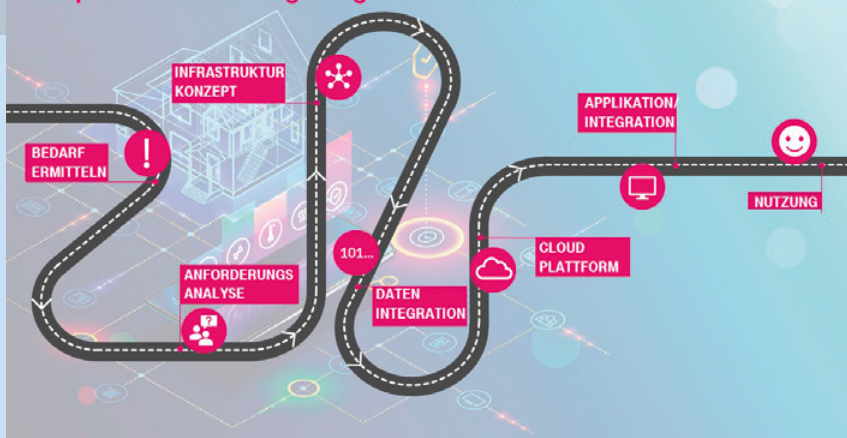 INFRASTRUKTUR
KONZEPT
BEDARF
ERMITTELN
!
ANFORDERUNGS
ANALYSE
?
101...
DATEN
INTEGRATION
CLOUD
PLATTFORM
APPLIKATION/
INTEGRATION
NUTZUNG